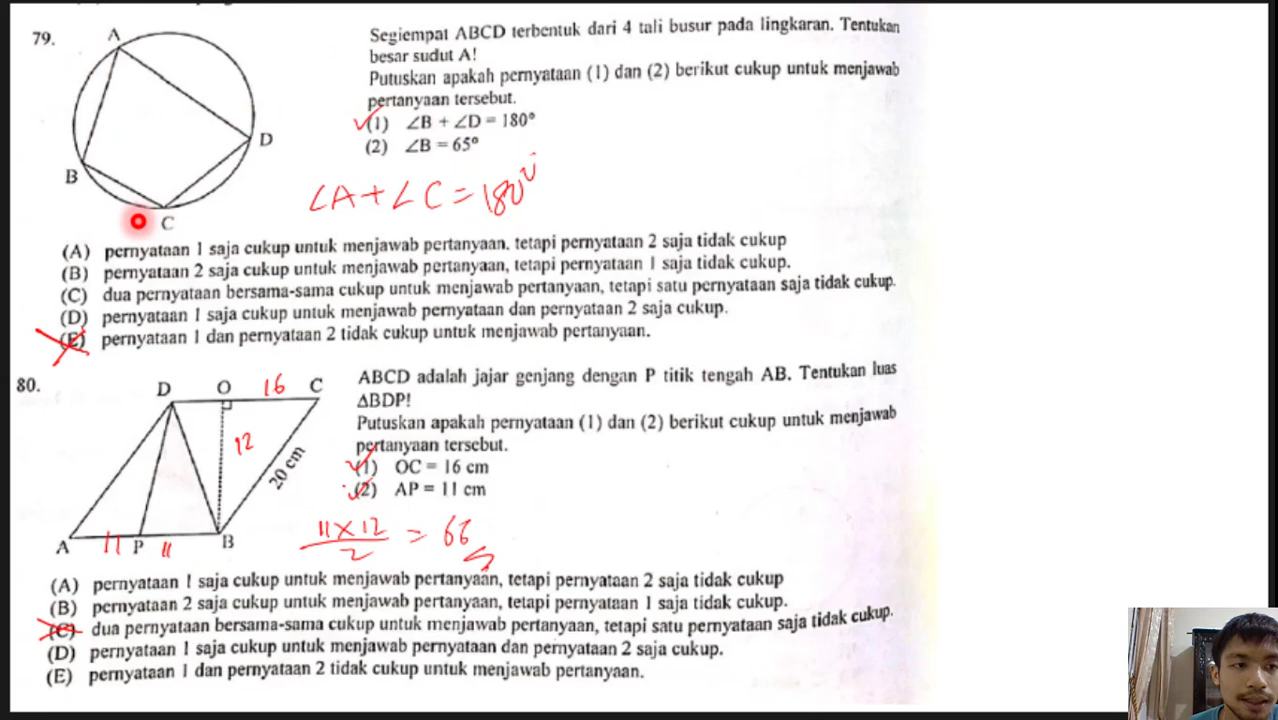 79.
A
B
C
D
Segiempat ABCD terbentuk dari 4 tali busur pada lingkaran. Tentukan
besar sudut A!
Putuskan apakah pernyataan (1) dan (2) berikut cukup untuk menjawab
pertanyaan tersebut.
(1) ∠B + ∠D = 180°
(2) ∠B = 65°
∠A + ∠C = 180°
(A) pernyataan 1 saja cukup untuk menjawab pertanyaan. tetapi pernyataan 2 saja tidak cukup
(B) pernyataan 2 saja cukup untuk menjawab pertanyaan, tetapi pernyataan 1 saja tidak cukup.
(C) dua pernyataan bersama-sama cukup untuk menjawab pertanyaan, tetapi satu pernyataan saja tidak cukup.
(D) pernyataan 1 saja cukup untuk menjawab pernyataan dan pernyataan 2 saja cukup.
(E) pernyataan 1 dan pernyataan 2 tidak cukup untuk menjawab pertanyaan.
80.
D O 16 C
12
20 cm
A 11 P 11 B
ABCD adalah jajar genjang dengan P titik tengah AB. Tentukan luas
ΔBDP!
Putuskan apakah pernyataan (1) dan (2) berikut cukup untuk menjawab
pertanyaan tersebut.
(1) OC = 16 cm
(2) AP = 11 cm
11 × 12 / 2 = 66
(A) pernyataan 1 saja cukup untuk menjawab pertanyaan, tetapi pernyataan 2 saja tidak cukup
(B) pernyataan 2 saja cukup untuk menjawab pertanyaan, tetapi pernyataan 1 saja tidak cukup.
(C) dua pernyataan bersama-sama cukup untuk menjawab pertanyaan, tetapi satu pernyataan saja tidak cukup.
(D) pernyataan 1 saja cukup untuk menjawab pernyataan dan pernyataan 2 saja cukup.
(E) pernyataan 1 dan pernyataan 2 tidak cukup untuk menjawab pertanyaan.